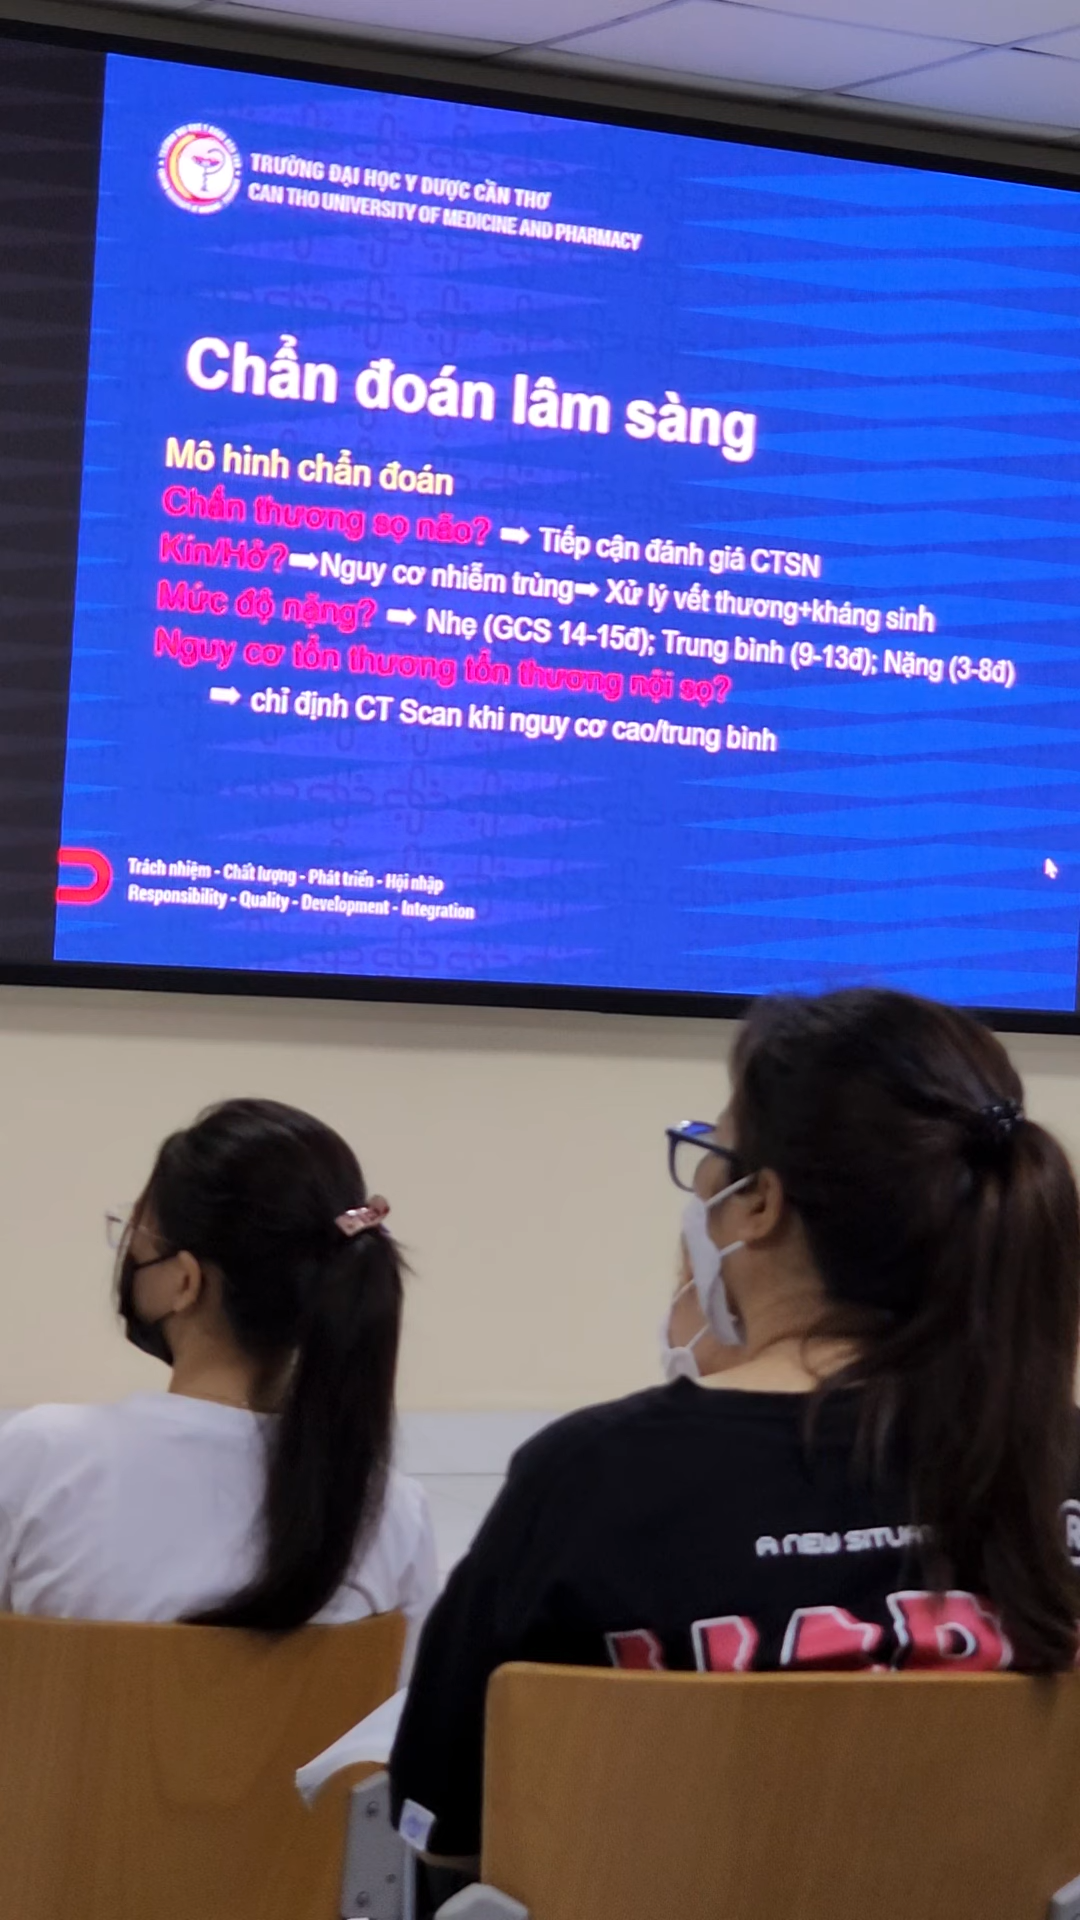 TRƯỜNG ĐẠI HỌC Y DƯỢC CẦN THƠ
CAN THO UNIVERSITY OF MEDICINE AND PHARMACY
Chẩn đoán lâm sàng
Mô hình chẩn đoán
Chấn thương sọ não? ➡ Tiếp cận đánh giá CTSN
Kín/Hở?➡Nguy cơ nhiễm trùng➡ Xử lý vết thương+kháng sinh
Mức độ nặng? ➡ Nhẹ (GCS 14-15đ); Trung bình (9-13đ); Nặng (3-8đ)
Nguy cơ tổn thương tổn thương nội sọ?
➡ chỉ định CT Scan khi nguy cơ cao/trung bình
Trách nhiệm - Chất lượng - Phát triển - Hội nhập
Responsibility - Quality - Development - Integration
A NEW